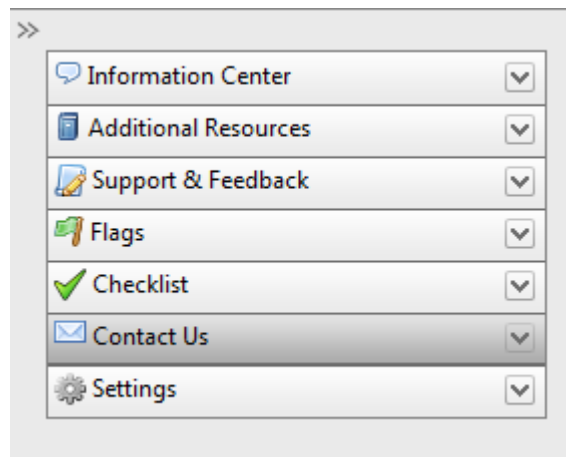 Information Center
Additional Resources
Support & Feedback
Flags
Checklist
Contact Us
Settings